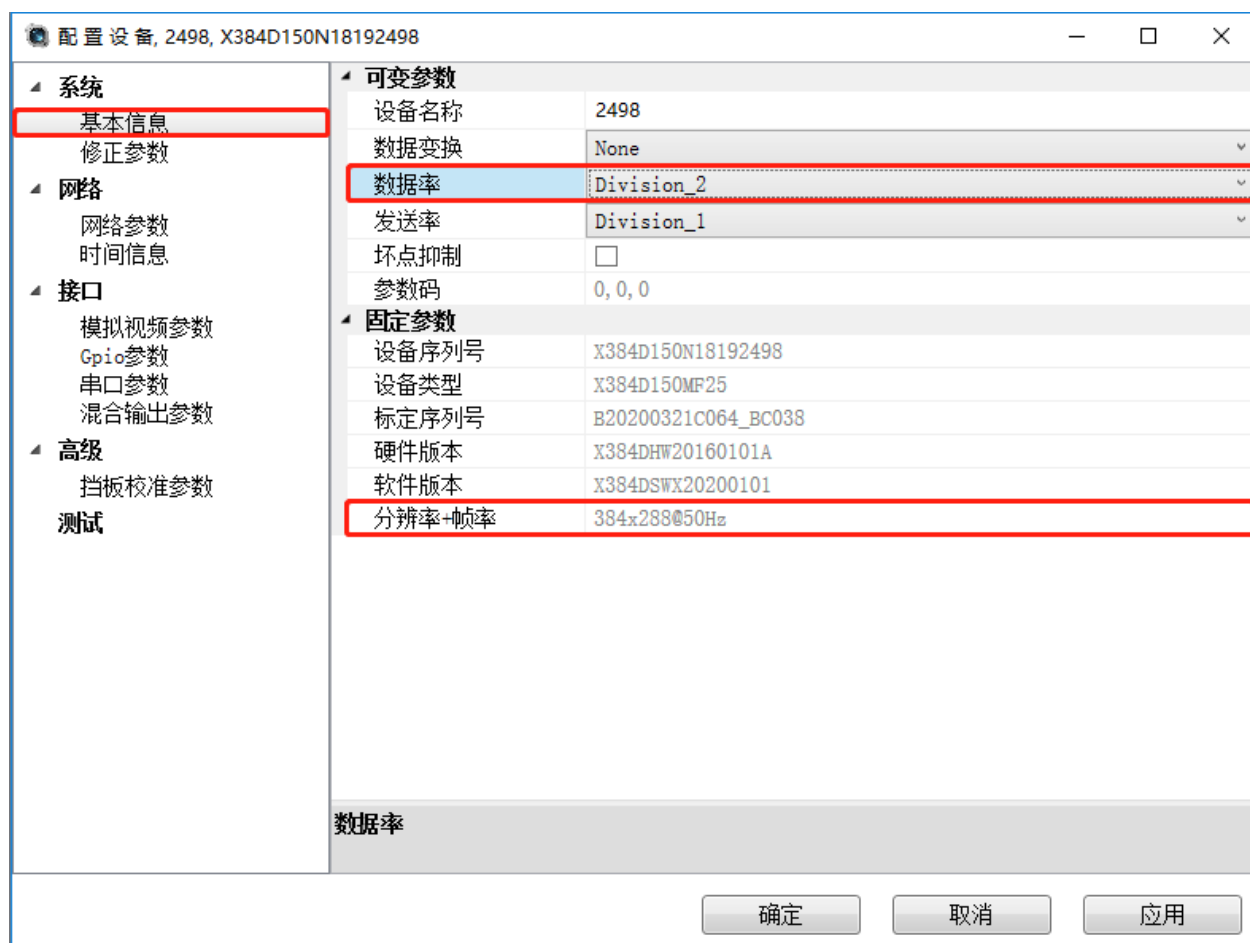 配 置 设 备, 2498, X384D150N18192498
系统
基本信息
修正参数
网络
网络参数
时间信息
接口
模拟视频参数
Gpio参数
串口参数
混合输出参数
高级
挡板校准参数
测试
可变参数
设备名称 2498
数据变换 None
数据率 Division_2
发送率 Division_1
坏点抑制
参数码 0,0,0
固定参数
设备序列号 X384D150N18192498
设备类型 X384D150MF25
标定序列号 B20200321C064_BC038
硬件版本 X384DHW20160101A
软件版本 X384DSWX20200101
分辨率+帧率 384x288@50Hz
数据率
确定 取消 应用